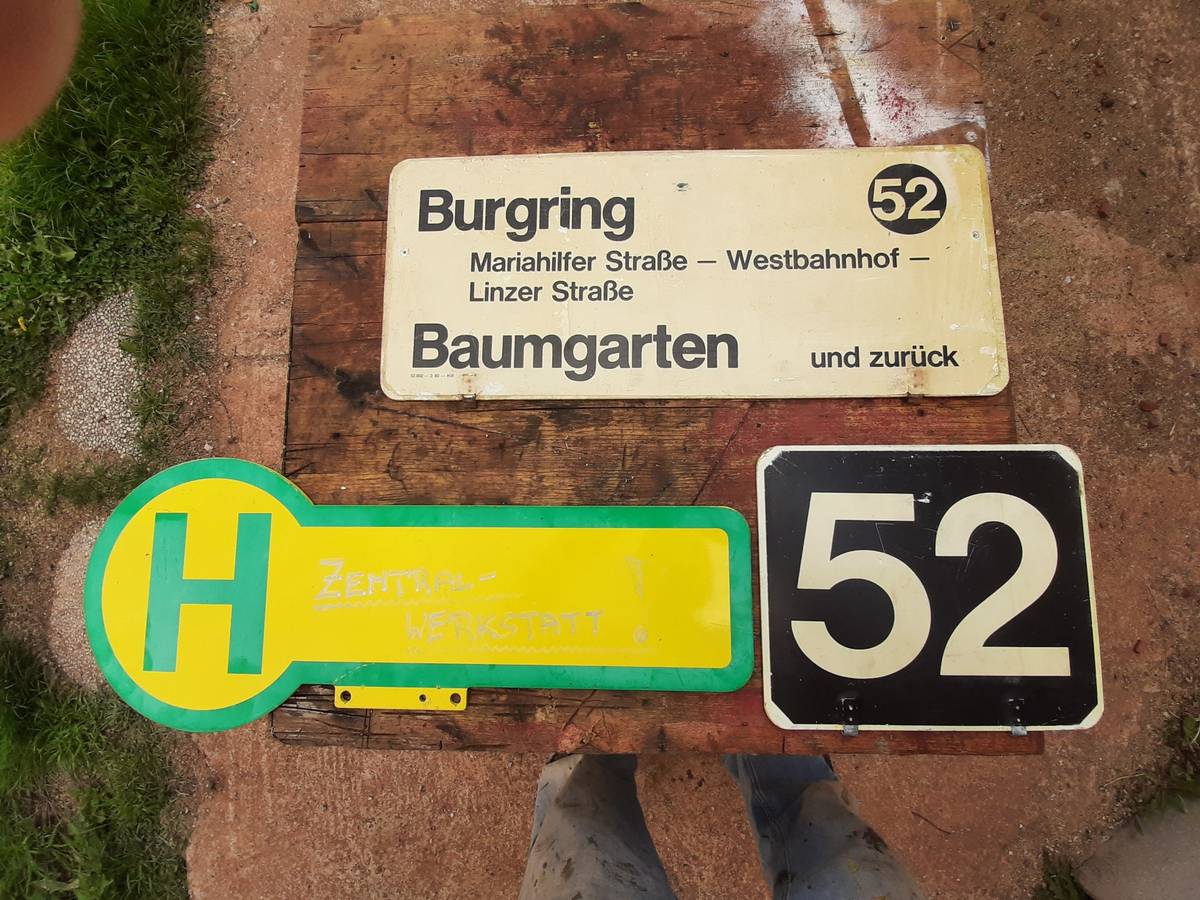 Burgring
52
Mariahilfer Straße — Westbahnhof —
Linzer Straße
Baumgarten
und zurück
H
ZENTRAL-
WERKSTATT !
52